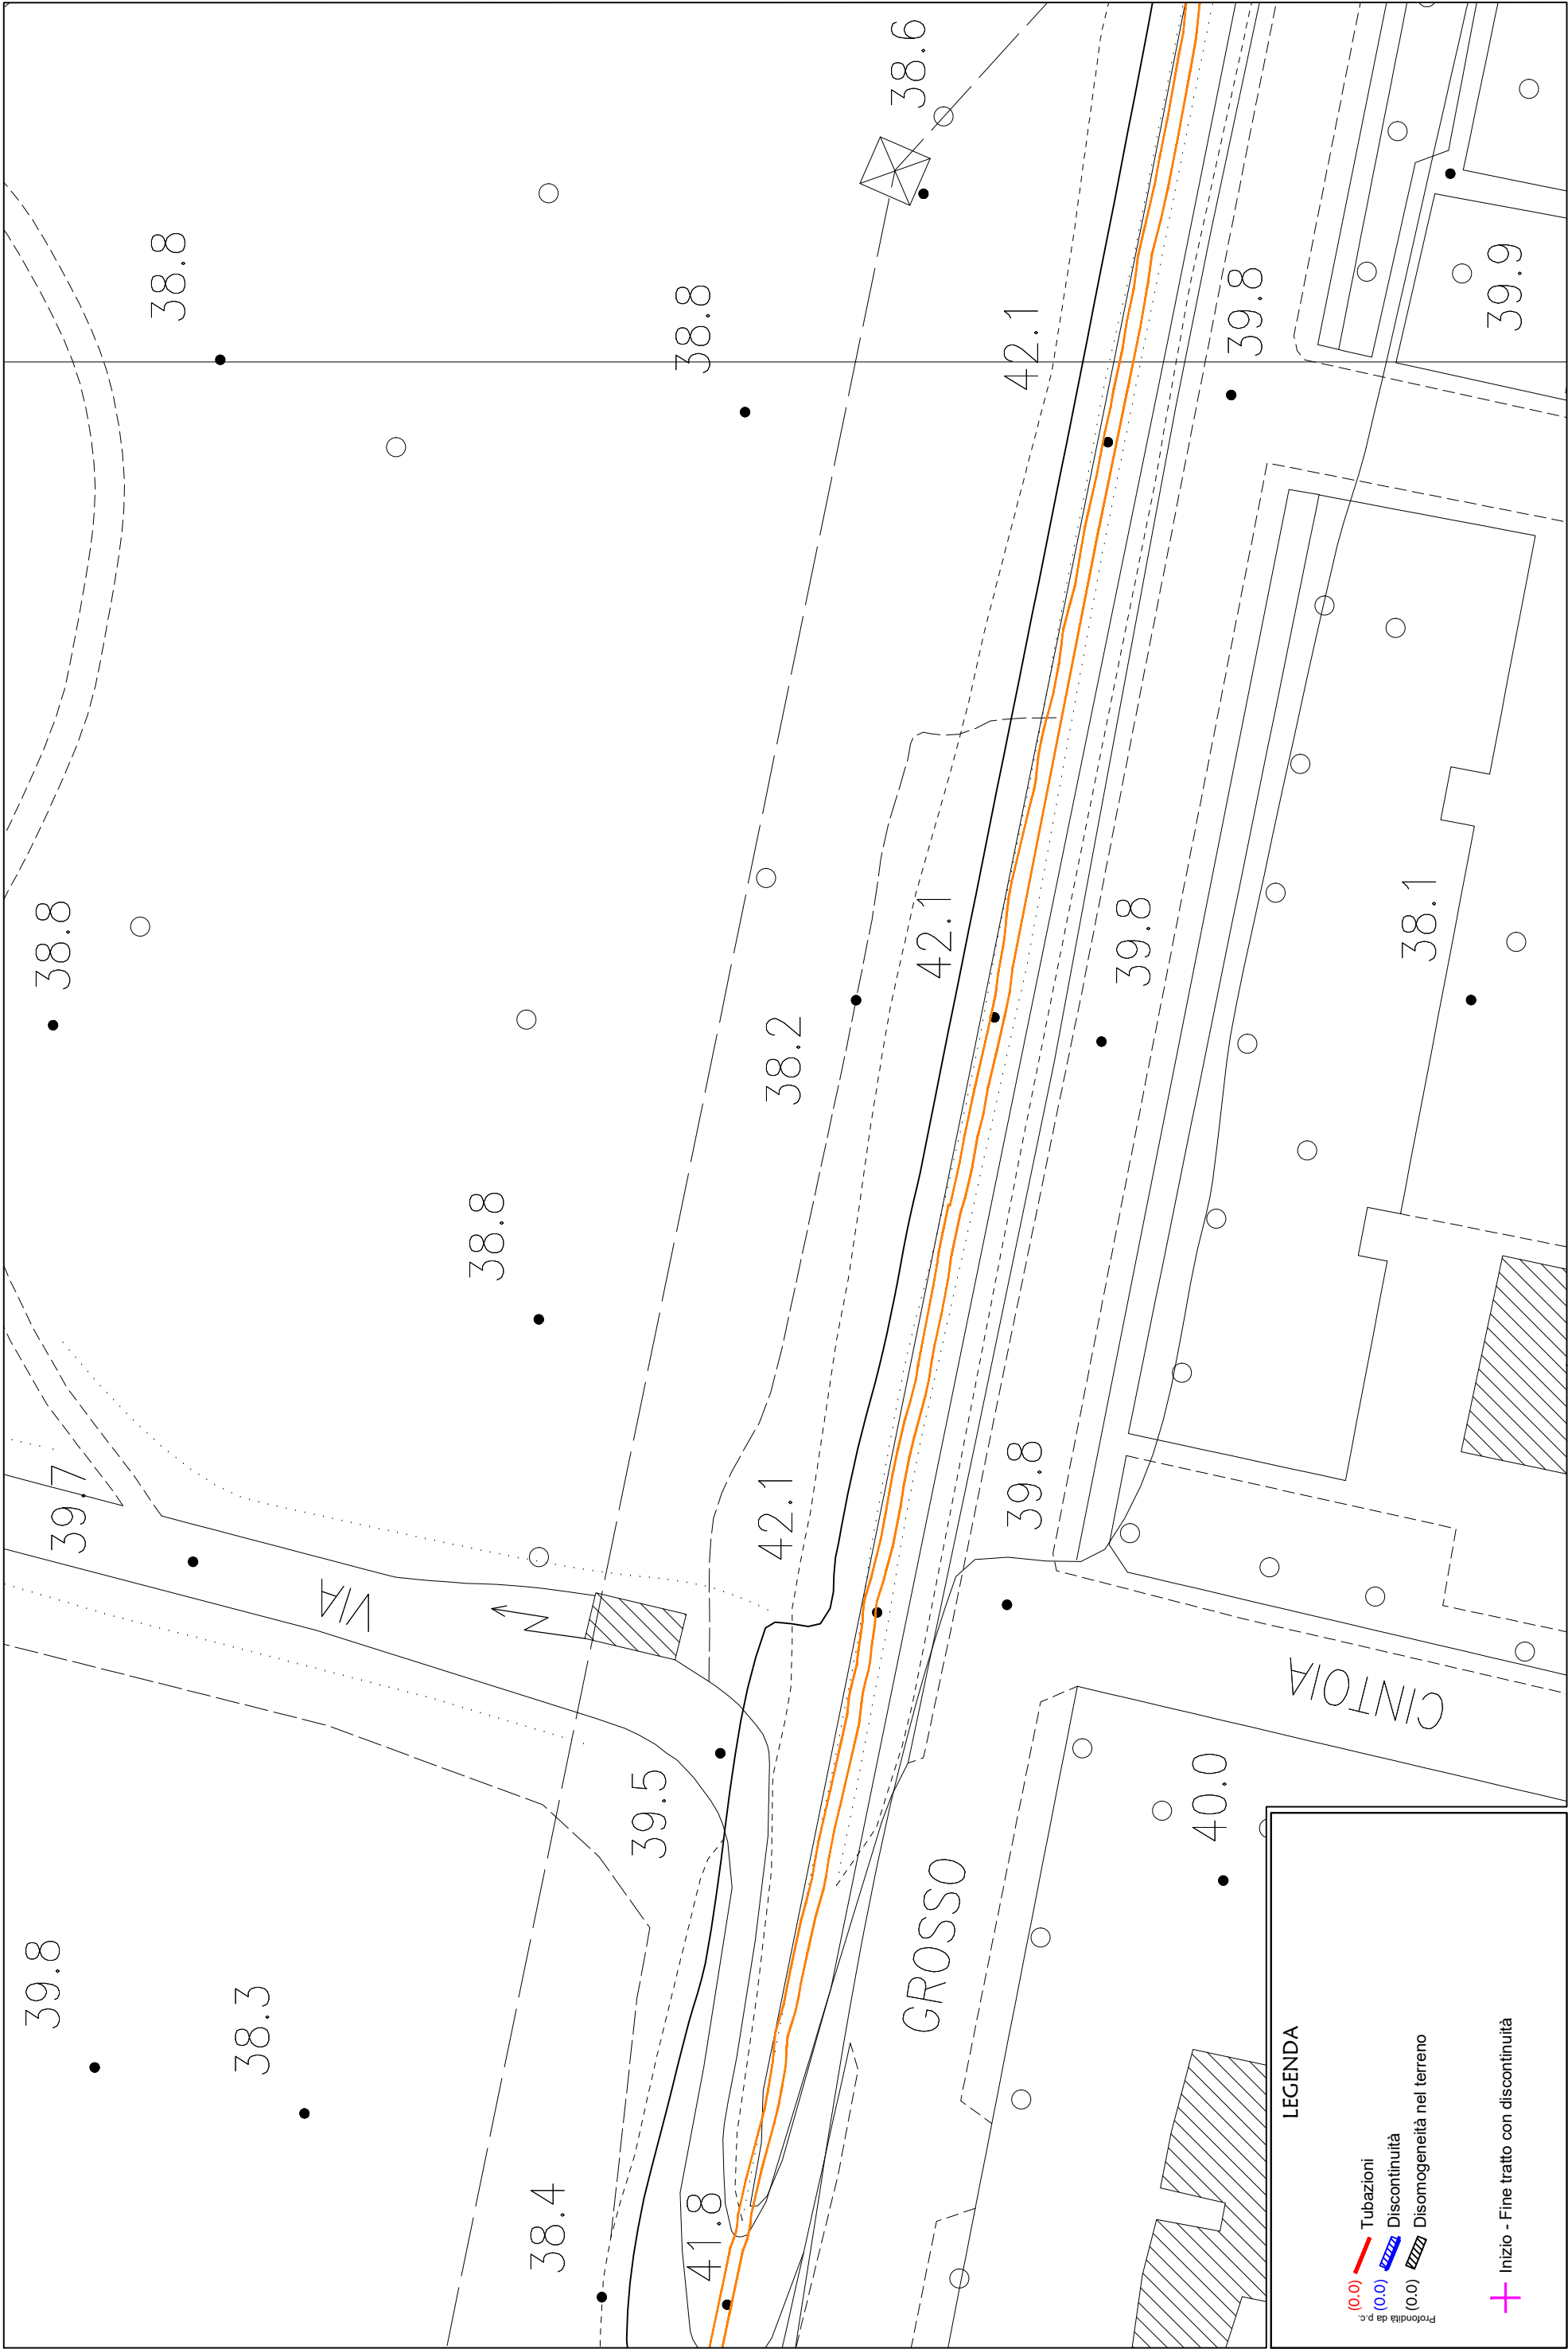 38.6
38.8
38.8
42.1
39.8
39.9
38.8
42.1
39.8
38.1
38.2
38.8
42.1
39.8
39.7
VIA
CINTOIA
39.5
40.0
GROSSO
39.8
38.3
38.4
41.8
LEGENDA
(0.0) Tubazioni
(0.0) Discontinuità
(0.0) Disomogeneità nel terreno
Profondità da p.c.
Inizio - Fine tratto con discontinuità